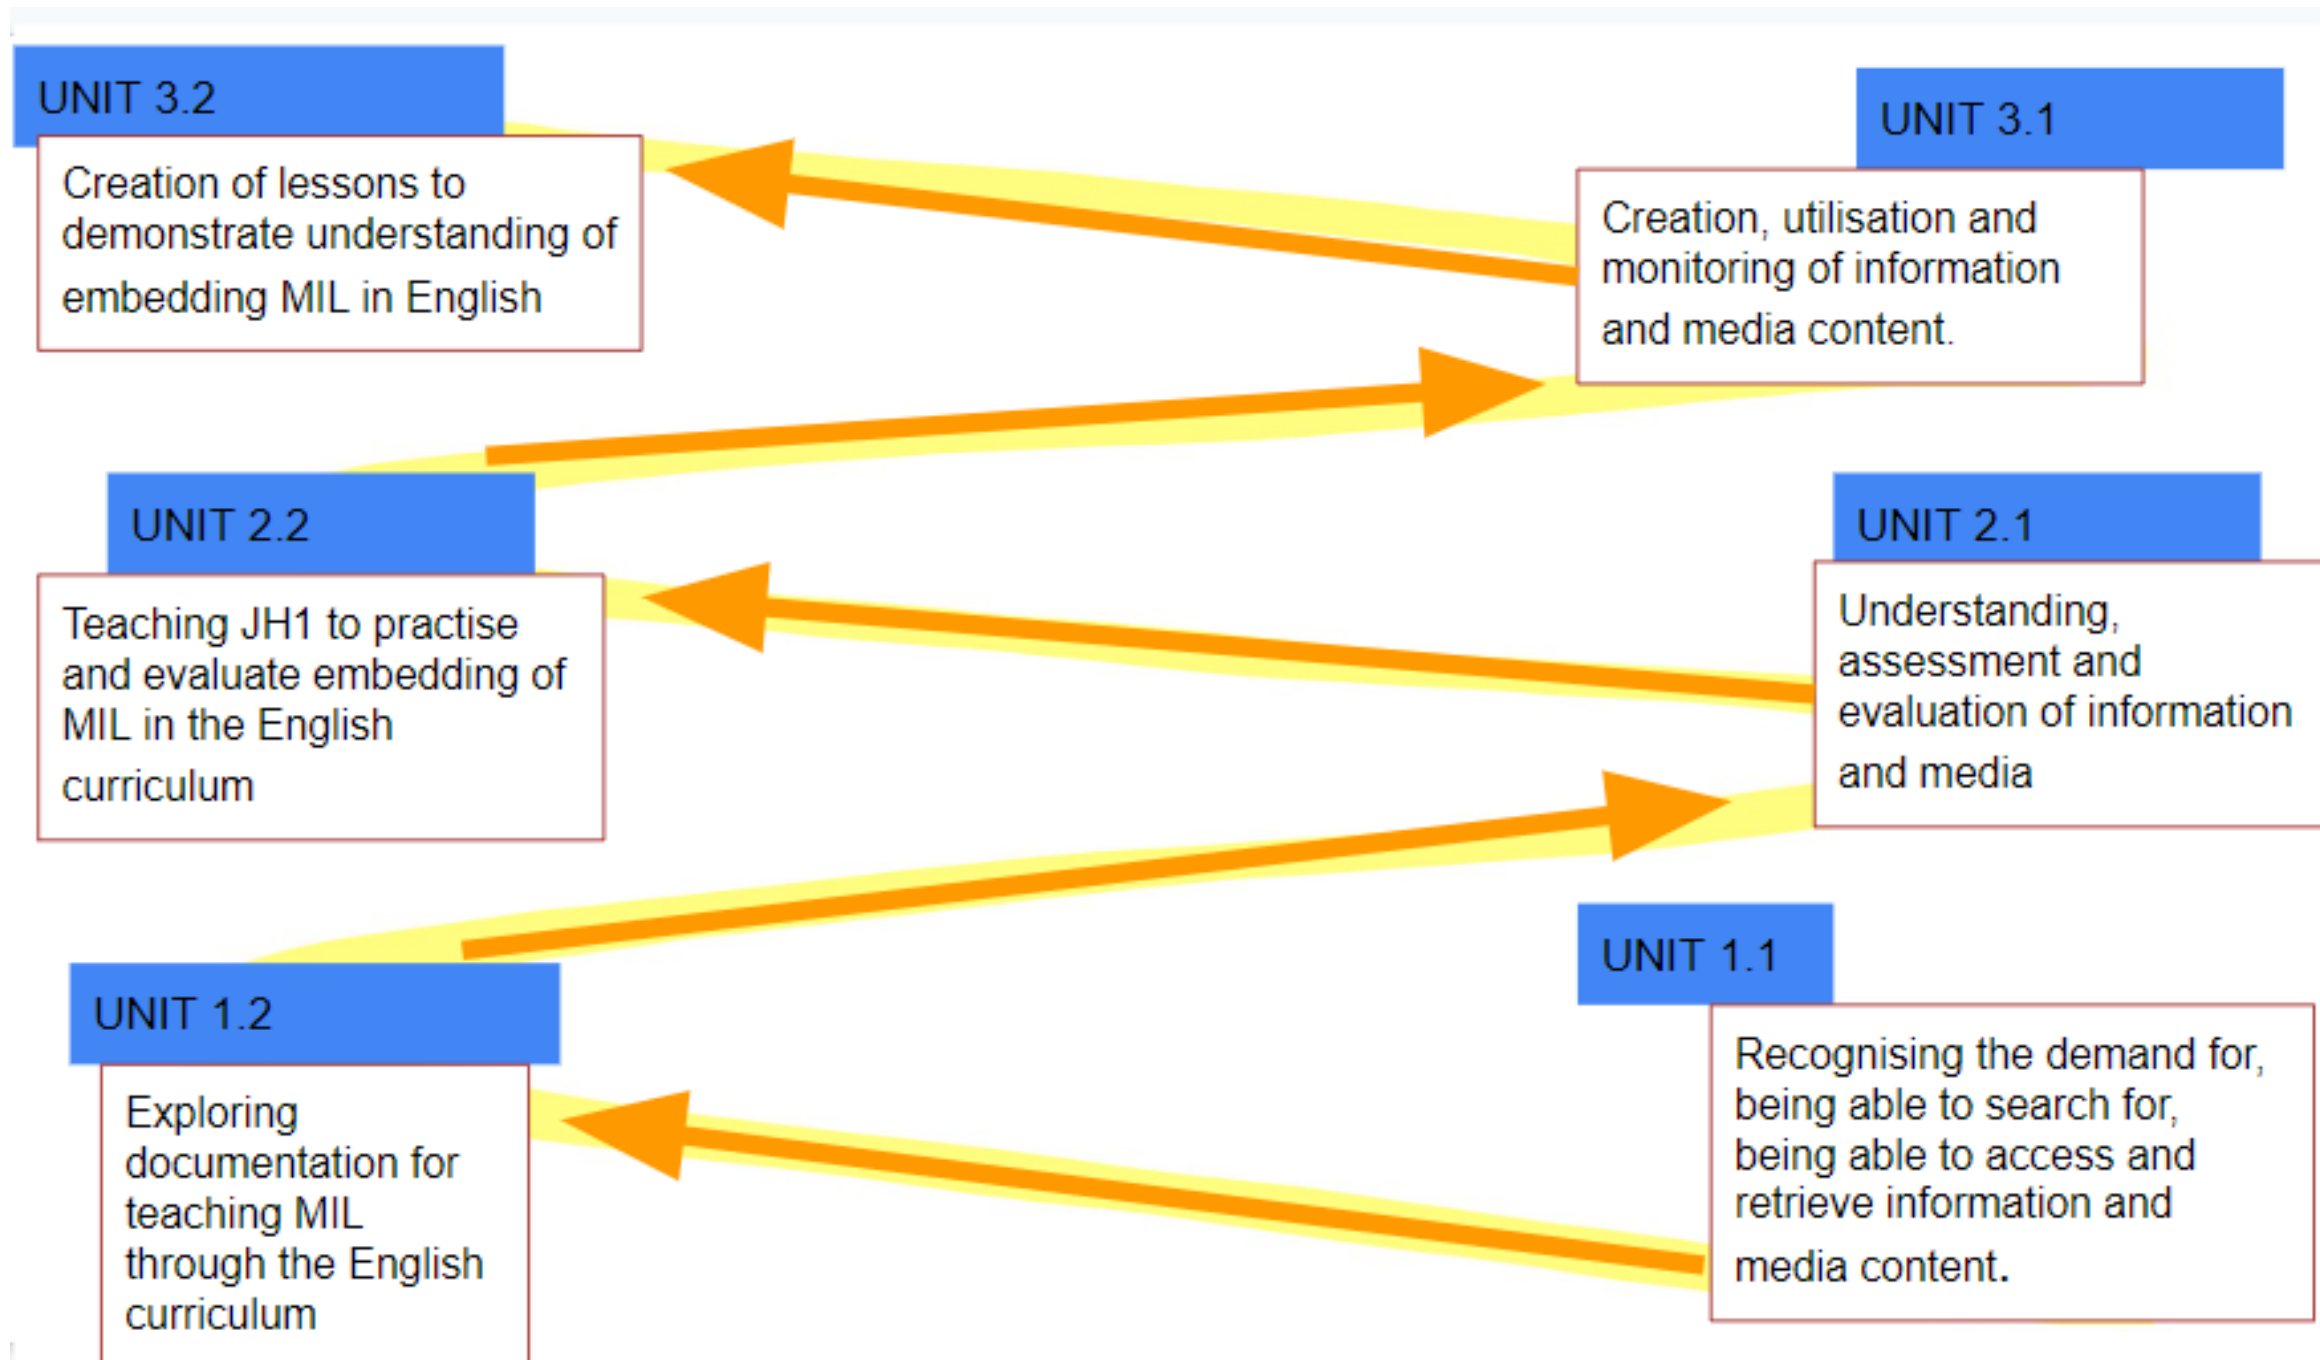 UNIT 3.2
Creation of lessons to
demonstrate understanding of
embedding MIL in English
UNIT 3.1
Creation, utilisation and
monitoring of information
and media content.
UNIT 2.2
Teaching JH1 to practise
and evaluate embedding of
MIL in the English
curriculum
UNIT 2.1
Understanding,
assessment and
evaluation of information
and media
UNIT 1.2
Exploring
documentation for
teaching MIL
through the English
curriculum
UNIT 1.1
Recognising the demand for,
being able to search for,
being able to access and
retrieve information and
media content.